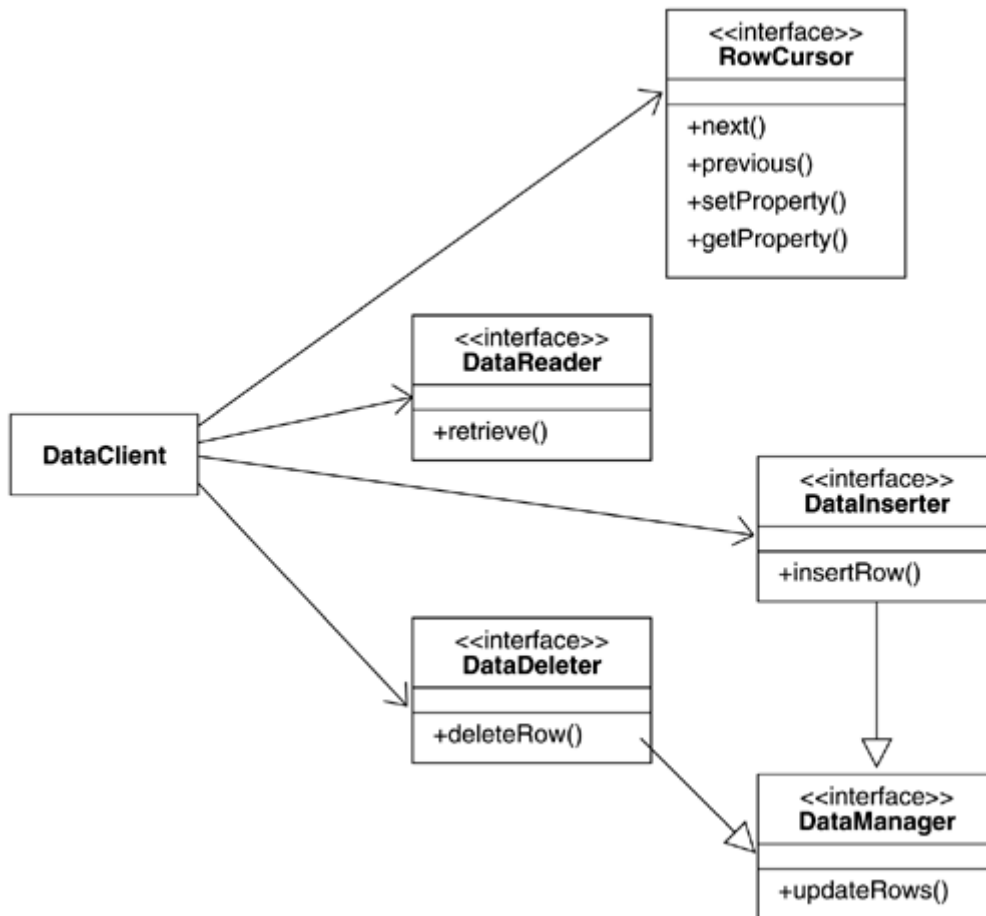 <<interface>>
RowCursor
+next()
+previous()
+setProperty()
+getProperty()
<<interface>>
DataReader
+retrieve()
DataClient
<<interface>>
DataInserter
+insertRow()
<<interface>>
DataDeleter
+deleteRow()
<<interface>>
DataManager
+updateRows()